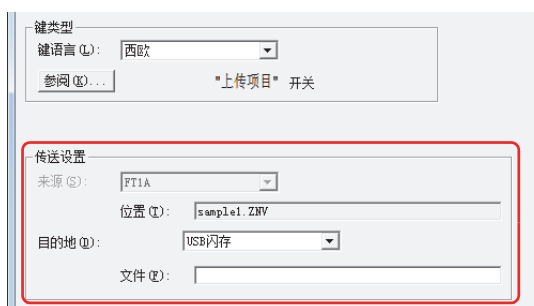 键类型
键语言(L): 西欧
参阅(K)... "上传项目" 开关
传送设置
来源(S): FT1A
位置(T): sample1.ZNV
目的地(D): USB闪存
文件(F):